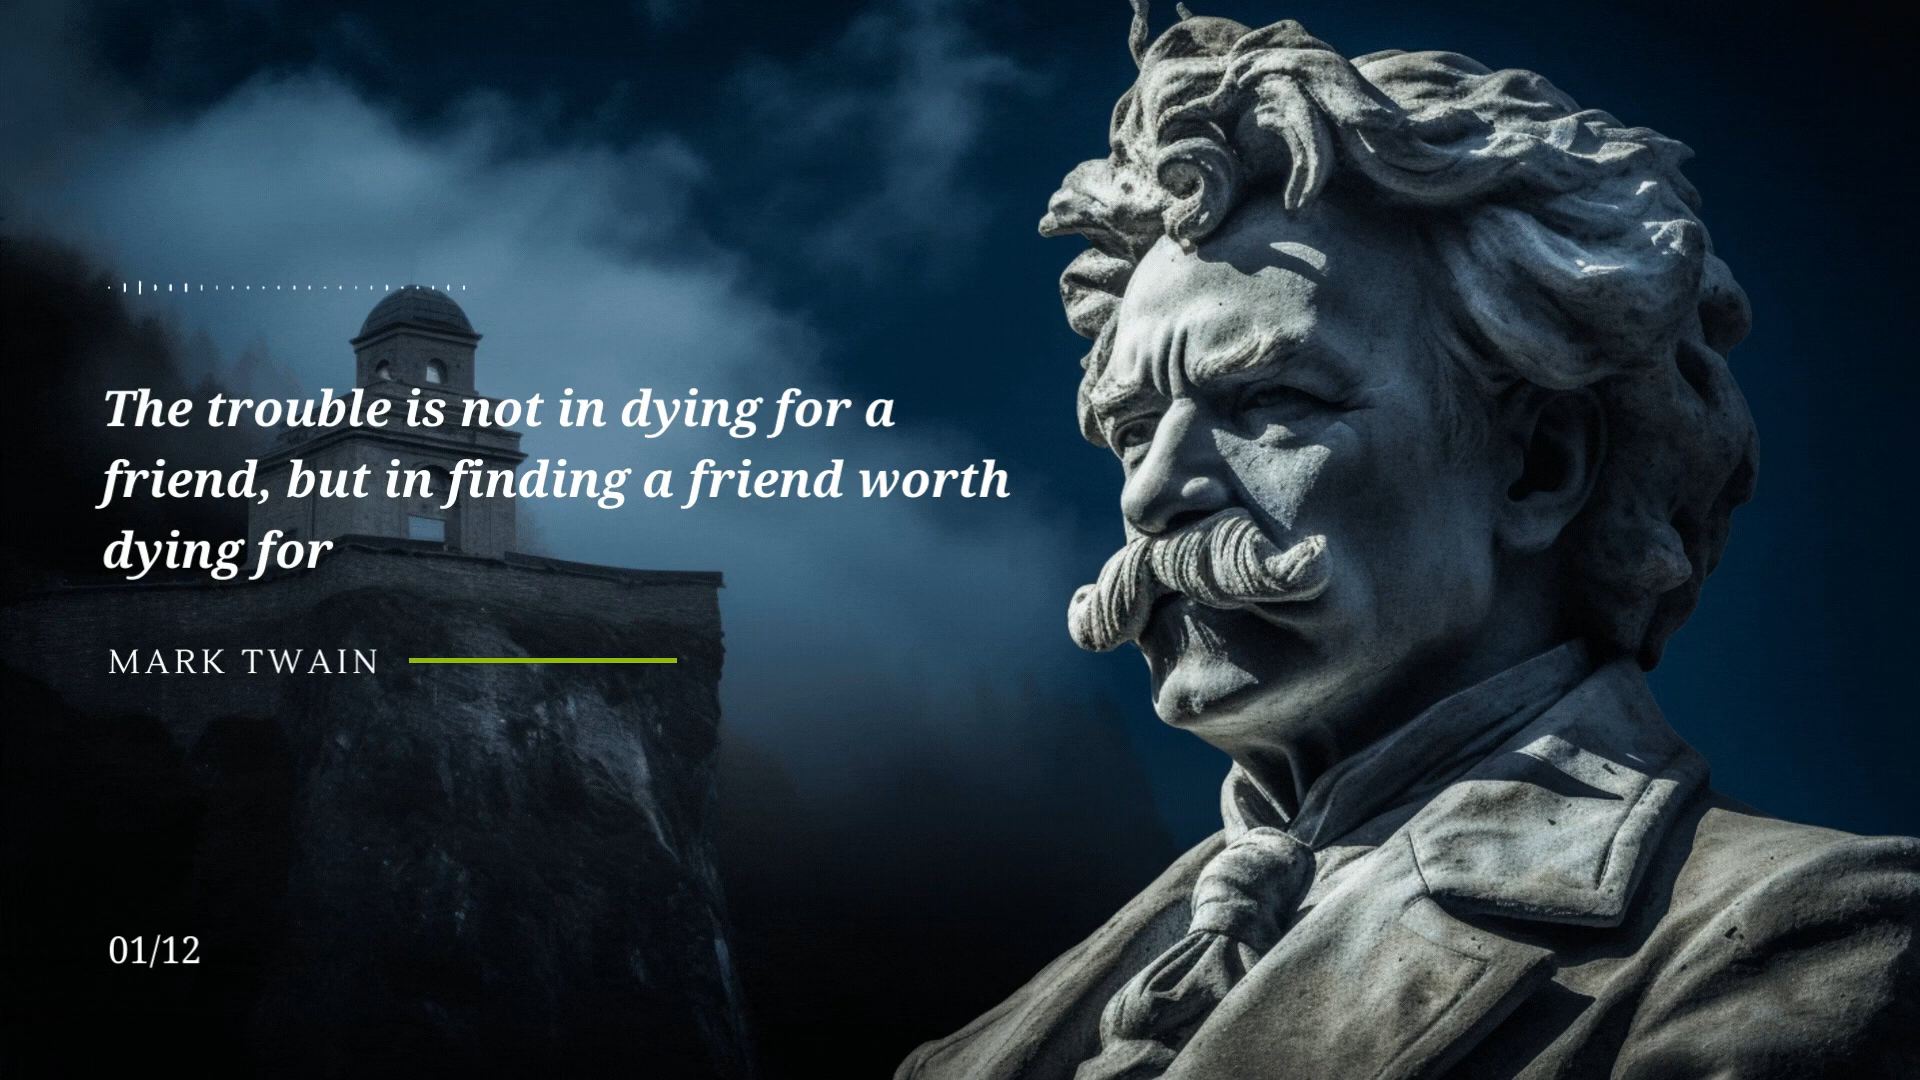 The trouble is not in dying for a
friend, but in finding a friend worth
dying for
MARK TWAIN
01/12